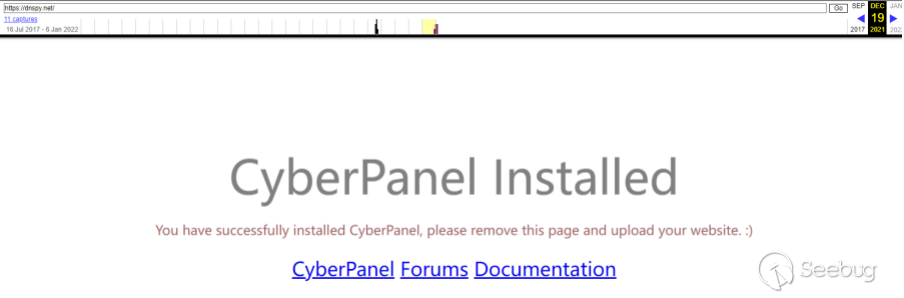 https://dnspy.net/ Go SEP DEC JAN
11 captures 19
16 Jul 2017 - 6 Jan 2022 2017 2021 2022
CyberPanel Installed
You have successfully installed CyberPanel, please remove this page and upload your website. :)
CyberPanel Forums Documentation
Seebug